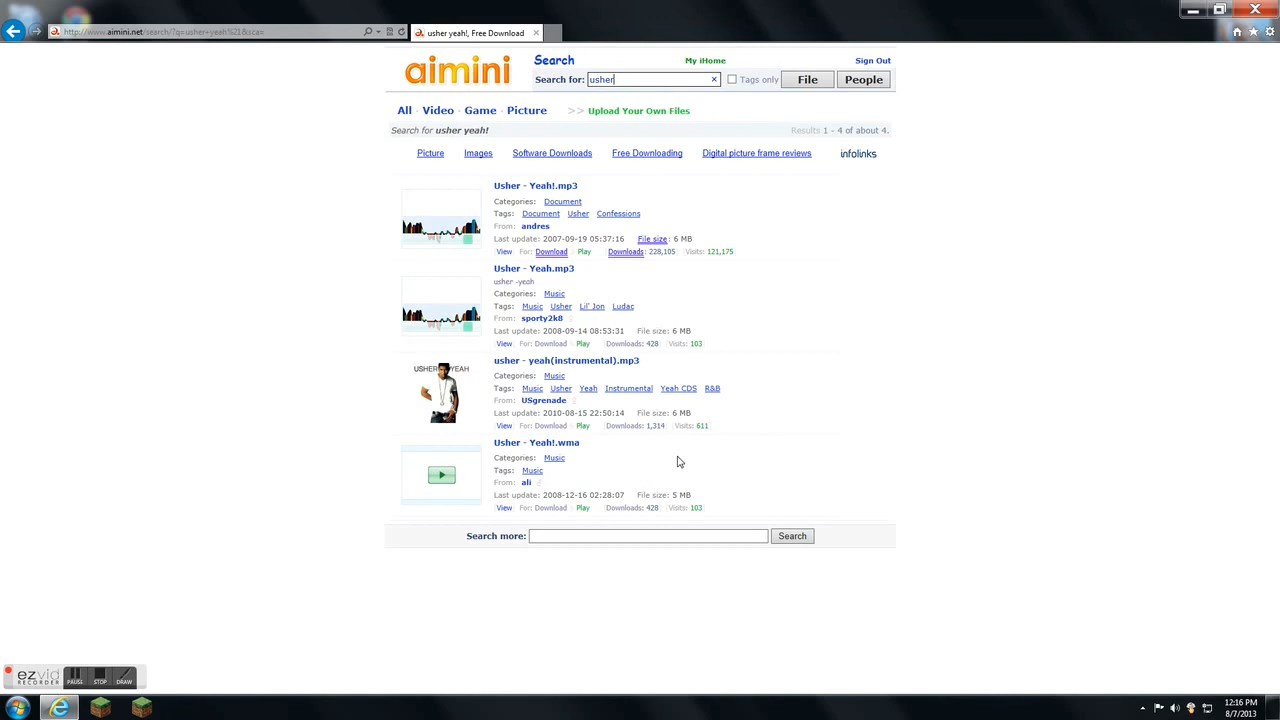 http://www.aimini.net/search/?q=usher+yeah%21&sca=
usher yeah!, Free Download
aimini
Search
My iHome
Sign Out
Search for: usher
Tags only
File
People
All · Video · Game · Picture >> Upload Your Own Files
Search for usher yeah!
Results 1 - 4 of about 4.
Picture Images Software Downloads Free Downloading Digital picture frame reviews infolinks
Usher - Yeah!.mp3
Categories: Document
Tags: Document Usher Confessions
From: andres
Last update: 2007-09-19 05:37:16 File size: 6 MB
View For: Download Play Downloads: 228,105 Visits: 121,175
Usher - Yeah.mp3
usher -yeah
Categories: Music
Tags: Music Usher Lil' Jon Ludac
From: sporty2k8
Last update: 2008-09-14 08:53:31 File size: 6 MB
View For: Download Play Downloads: 428 Visits: 103
USHER YEAH
usher - yeah(instrumental).mp3
Categories: Music
Tags: Music Usher Yeah Instrumental Yeah CDS R&B
From: USgrenade
Last update: 2010-08-15 22:50:14 File size: 6 MB
View For: Download Play Downloads: 1,314 Visits: 611
Usher - Yeah!.wma
Categories: Music
Tags: Music
From: ali
Last update: 2008-12-16 02:28:07 File size: 5 MB
View For: Download Play Downloads: 428 Visits: 103
Search more:
Search
ezvid
RECORDER
PAUSE
STOP
DRAW
12:16 PM
8/7/2013